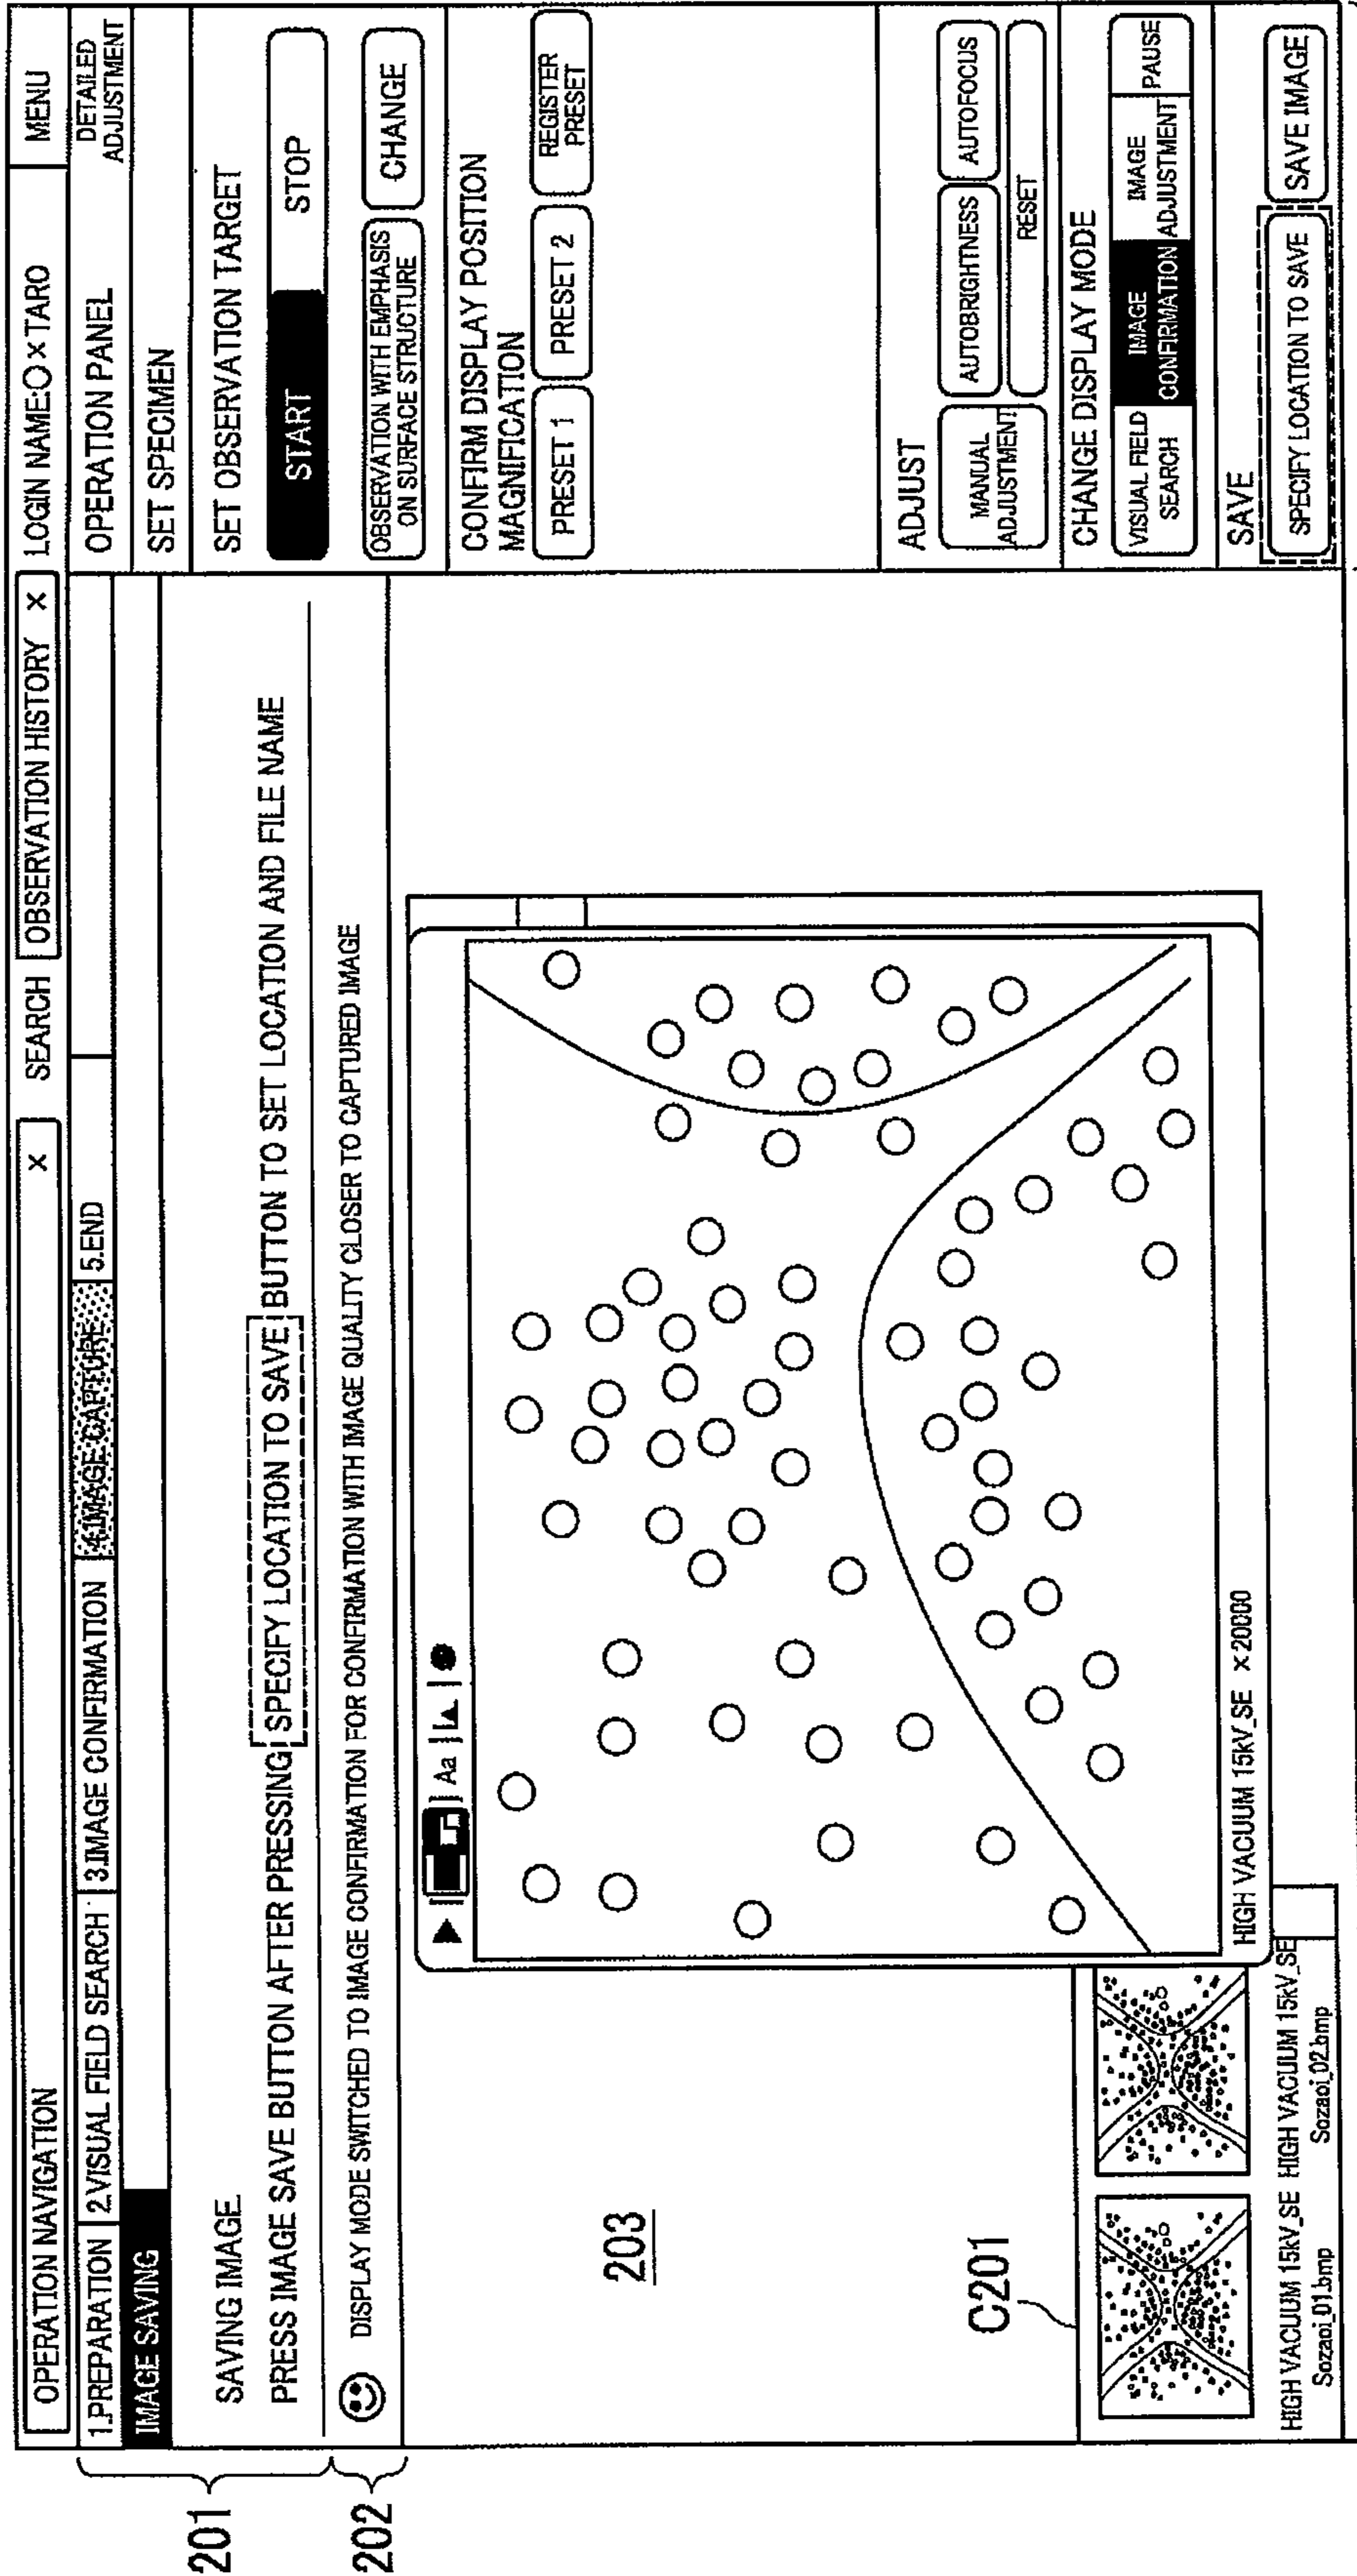 OPERATION NAVIGATION × SEARCH OBSERVATION HISTORY × LOGIN NAME:○×TARO MENU
1.PREPARATION 2.VISUAL FIELD SEARCH 3.IMAGE CONFIRMATION 4.IMAGE CAPTURE 5.END
IMAGE SAVING
201
SAVING IMAGE.
PRESS IMAGE SAVE BUTTON AFTER PRESSING SPECIFY LOCATION TO SAVE BUTTON TO SET LOCATION AND FILE NAME
202
DISPLAY MODE SWITCHED TO IMAGE CONFIRMATION FOR CONFIRMATION WITH IMAGE QUALITY CLOSER TO CAPTURED IMAGE
203
Aa
HIGH VACUUM 15kV_SE ×20000
C201
HIGH VACUUM 15kV_SE HIGH VACUUM 15kV_SE
Sozaoi_01.bmp Sozaoi_02.bmp
OPERATION PANEL
DETAILED
ADJUSTMENT
SET SPECIMEN
SET OBSERVATION TARGET
START STOP
OBSERVATION WITH EMPHASIS
ON SURFACE STRUCTURE
CHANGE
CONFIRM DISPLAY POSITION
MAGNIFICATION
PRESET 1 PRESET 2
REGISTER
PRESET
ADJUST
MANUAL
ADJUSTMENT
AUTOBRIGHTNESS AUTOFOCUS
RESET
CHANGE DISPLAY MODE
VISUAL FIELD
SEARCH
IMAGE
CONFIRMATION
IMAGE
ADJUSTMENT
PAUSE
SAVE
SPECIFY LOCATION TO SAVE SAVE IMAGE